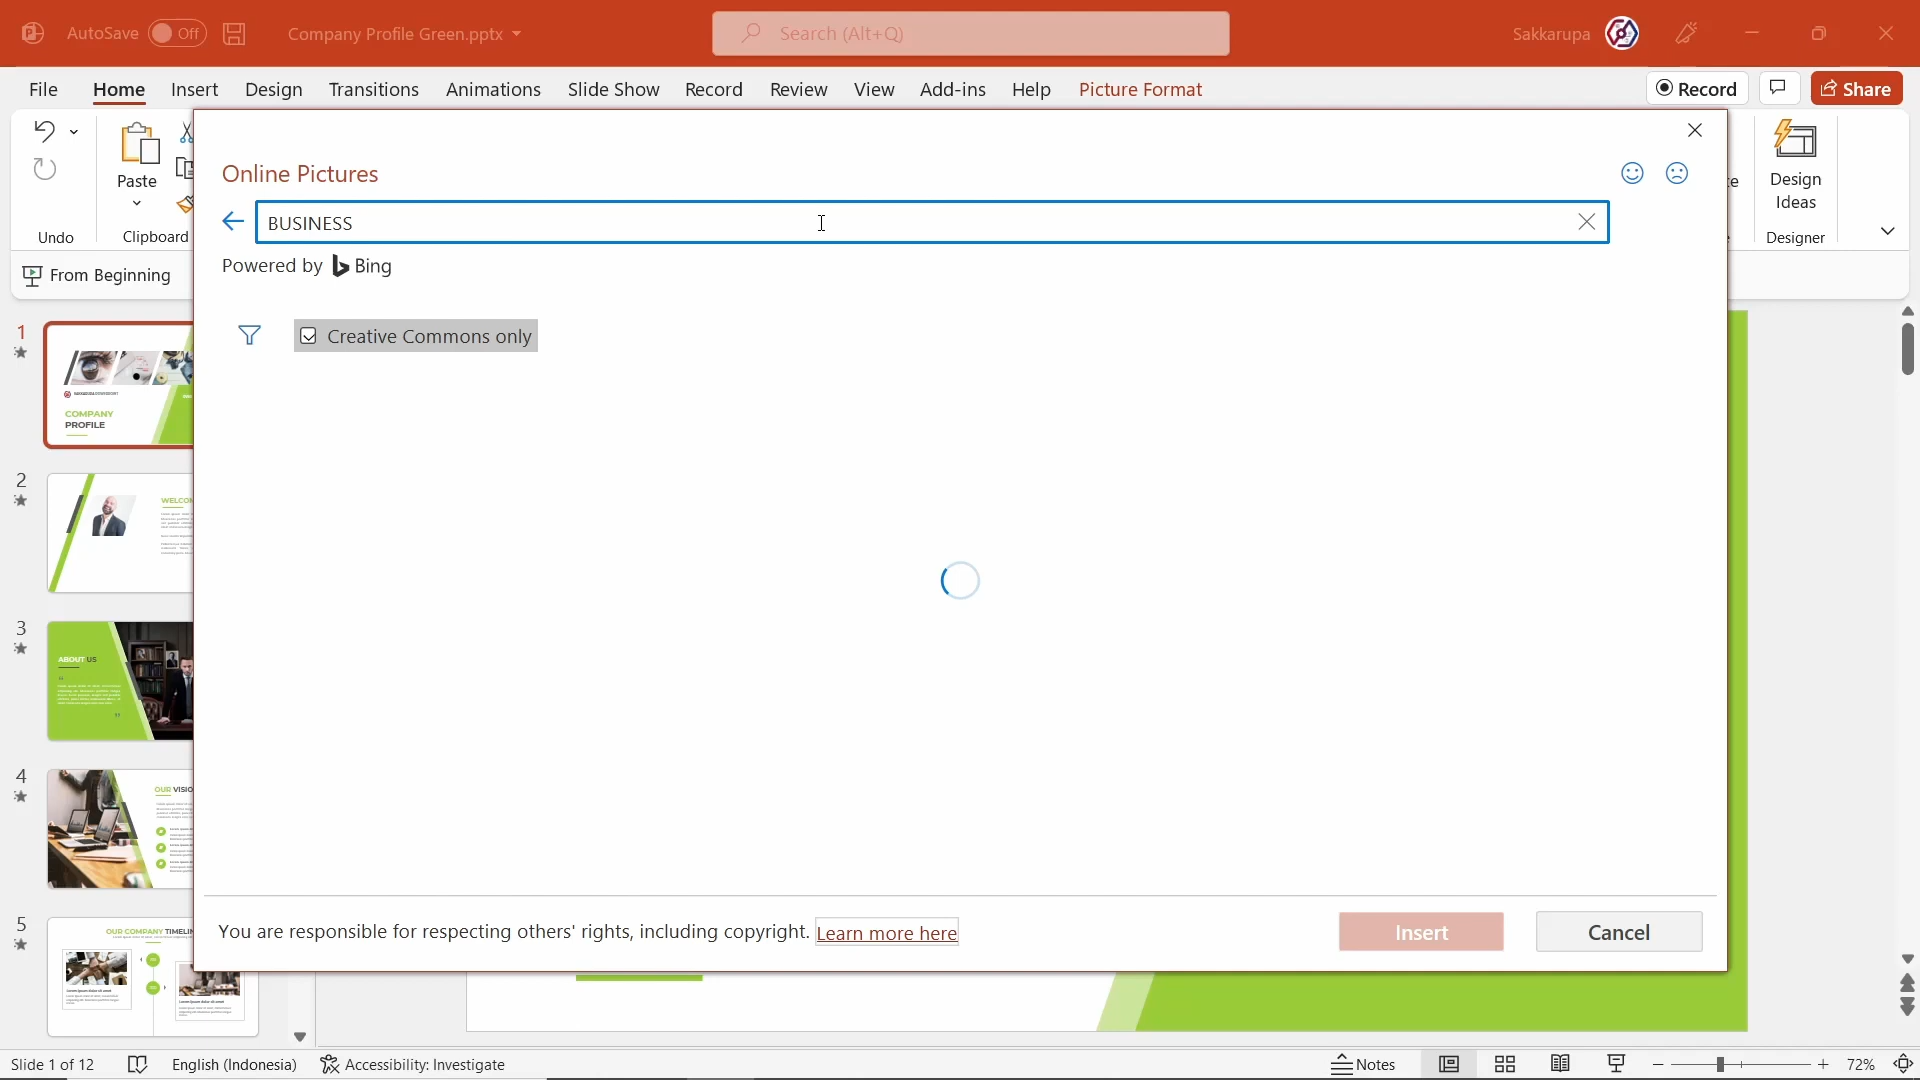 AutoSave Off Company Profile Green.pptx Search (Alt+Q) Sakkarupa
File Home Insert Design Transitions Animations Slide Show Record Review View Add-ins Help Picture Format Record Share
Paste
Undo
Clipboard
Design
Ideas
Designer
From Beginning
Online Pictures
BUSINESS
Powered by Bing
Creative Commons only
1
COMPANY
PROFILE
2
3
ABOUT US
4
5
OUR COMPANY
You are responsible for respecting others' rights, including copyright. Learn more here
Insert Cancel
Slide 1 of 12 English (Indonesia) Accessibility: Investigate Notes 72%